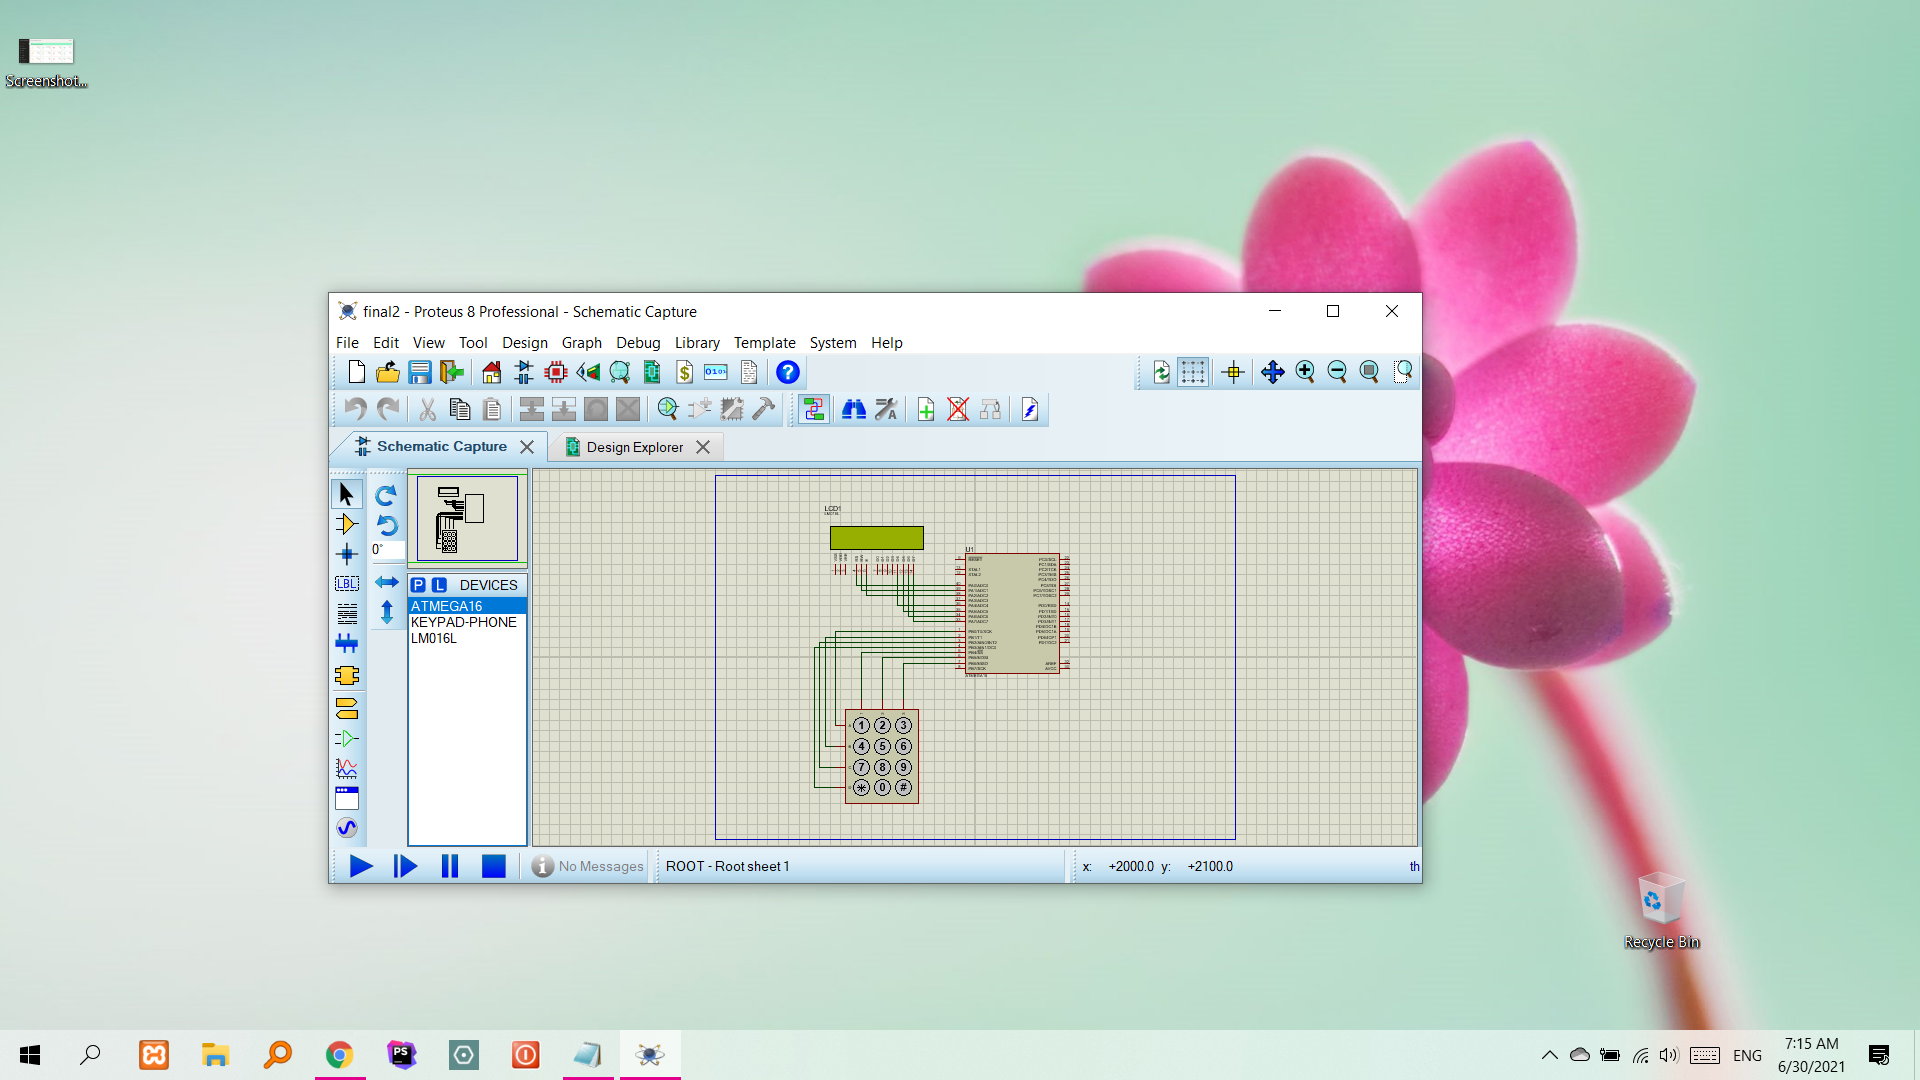 Screenshot...
final2 - Proteus 8 Professional - Schematic Capture
File Edit View Tool Design Graph Debug Library Template System Help
Schematic Capture
Design Explorer
0°
LBL
P L DEVICES
ATMEGA16
KEYPAD-PHONE
LM016L
LCD1
U1
1 2 3
4 5 6
7 8 9
* 0 #
No Messages
ROOT - Root sheet 1
x: +2000.0 y: +2100.0
th
Recycle Bin
PS
ENG
7:15 AM
6/30/2021